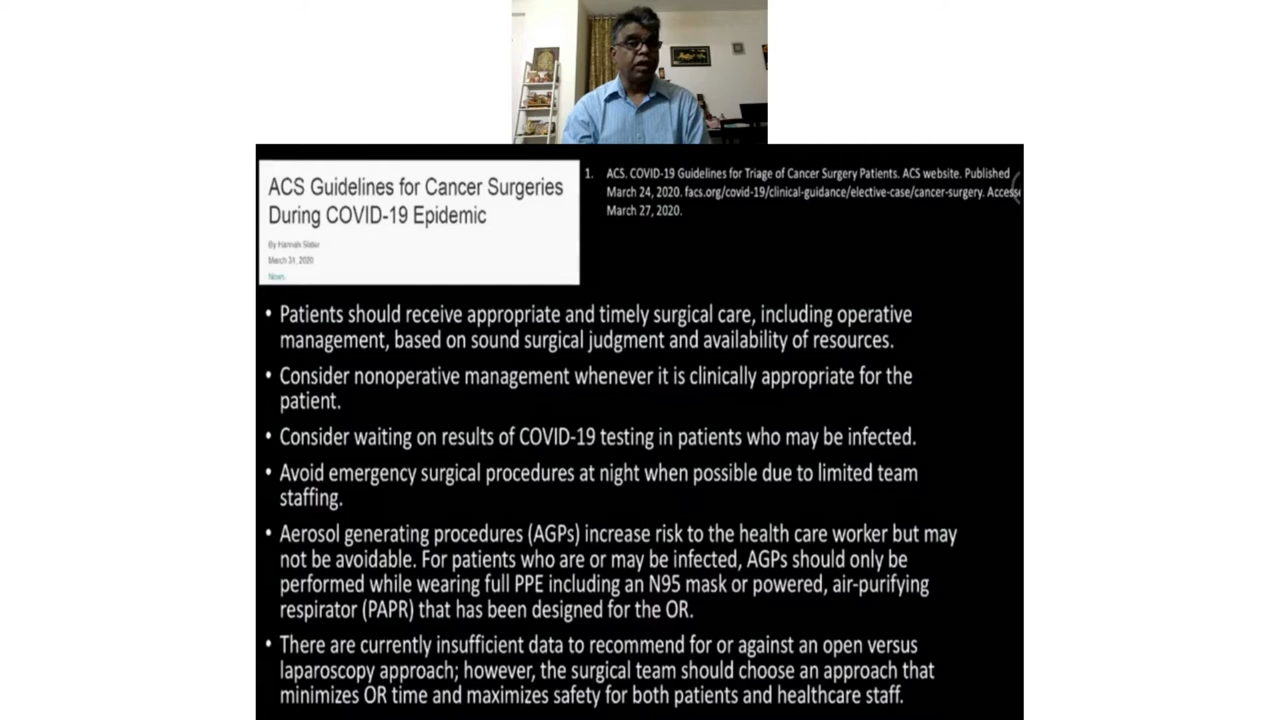 ACS Guidelines for Cancer Surgeries
During COVID-19 Epidemic
By Hannah Slater
March 31, 2020
News
1. ACS. COVID-19 Guidelines for Triage of Cancer Surgery Patients. ACS website. Published
March 24, 2020. facs.org/covid-19/clinical-guidance/elective-case/cancer-surgery. Accesse
March 27, 2020.
• Patients should receive appropriate and timely surgical care, including operative
management, based on sound surgical judgment and availability of resources.
• Consider nonoperative management whenever it is clinically appropriate for the
patient.
• Consider waiting on results of COVID-19 testing in patients who may be infected.
• Avoid emergency surgical procedures at night when possible due to limited team
staffing.
• Aerosol generating procedures (AGPs) increase risk to the health care worker but may
not be avoidable. For patients who are or may be infected, AGPs should only be
performed while wearing full PPE including an N95 mask or powered, air-purifying
respirator (PAPR) that has been designed for the OR.
• There are currently insufficient data to recommend for or against an open versus
laparoscopy approach; however, the surgical team should choose an approach that
minimizes OR time and maximizes safety for both patients and healthcare staff.